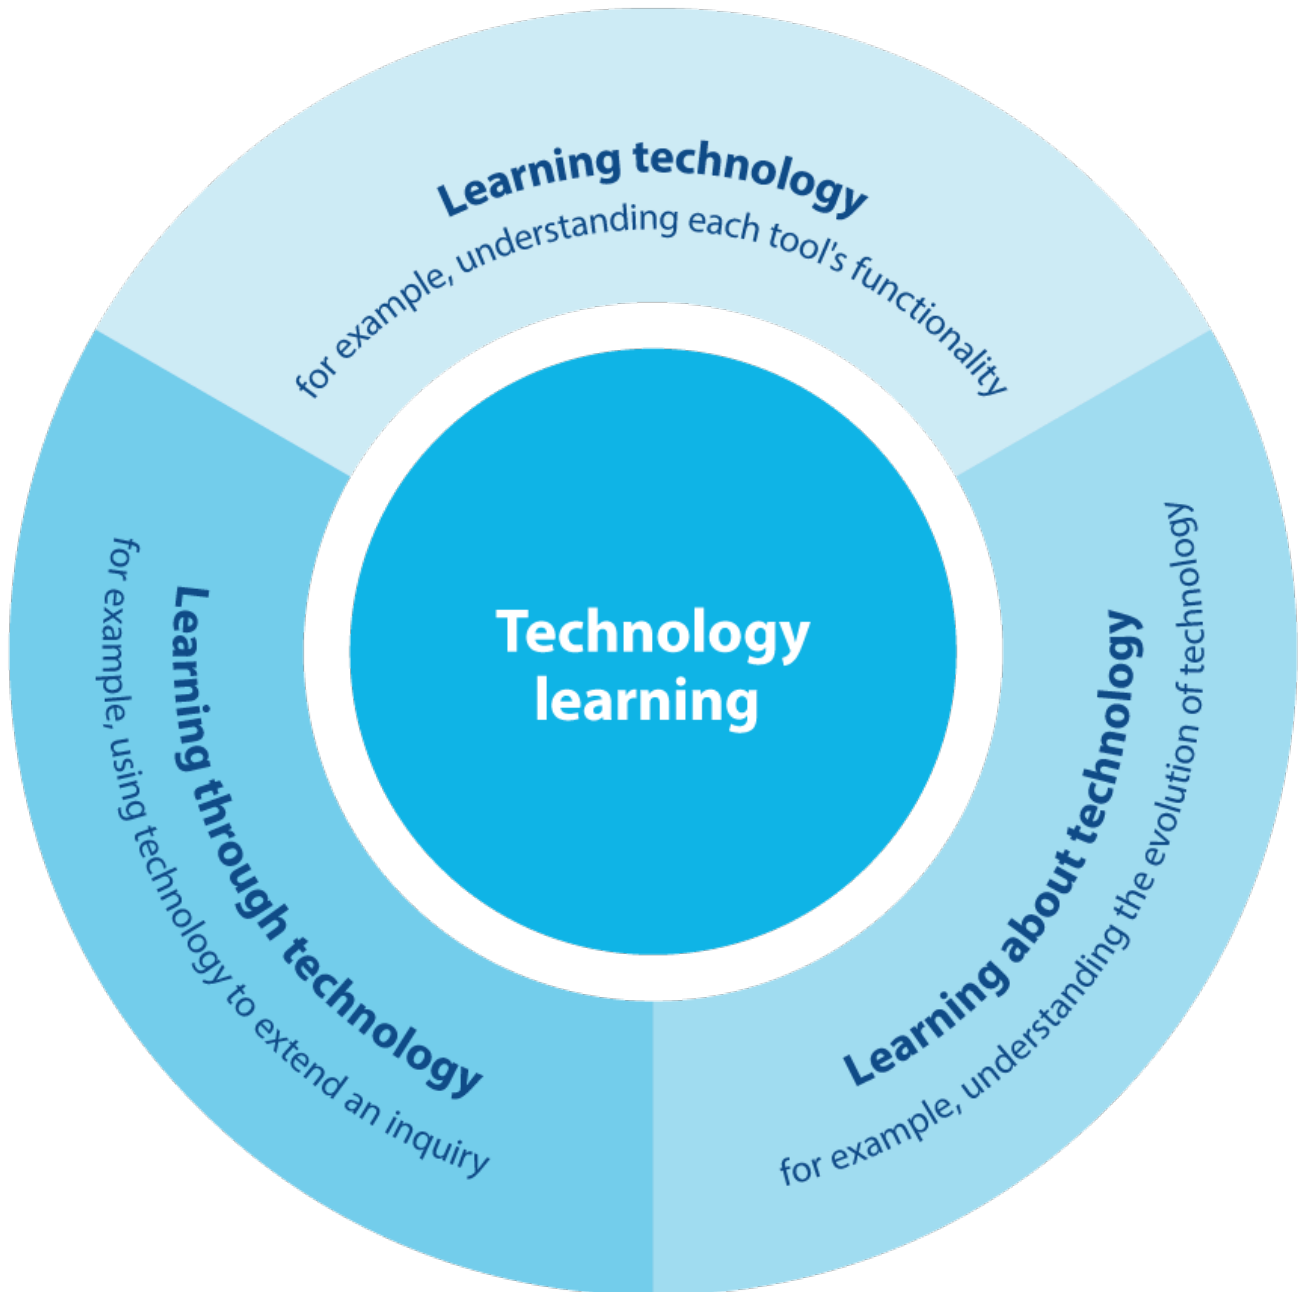 Learning technology
for example, understanding each tool's functionality
Technology
learning
Learning through technology
for example, using technology to extend an inquiry
Learning about technology
for example, understanding the evolution of technology